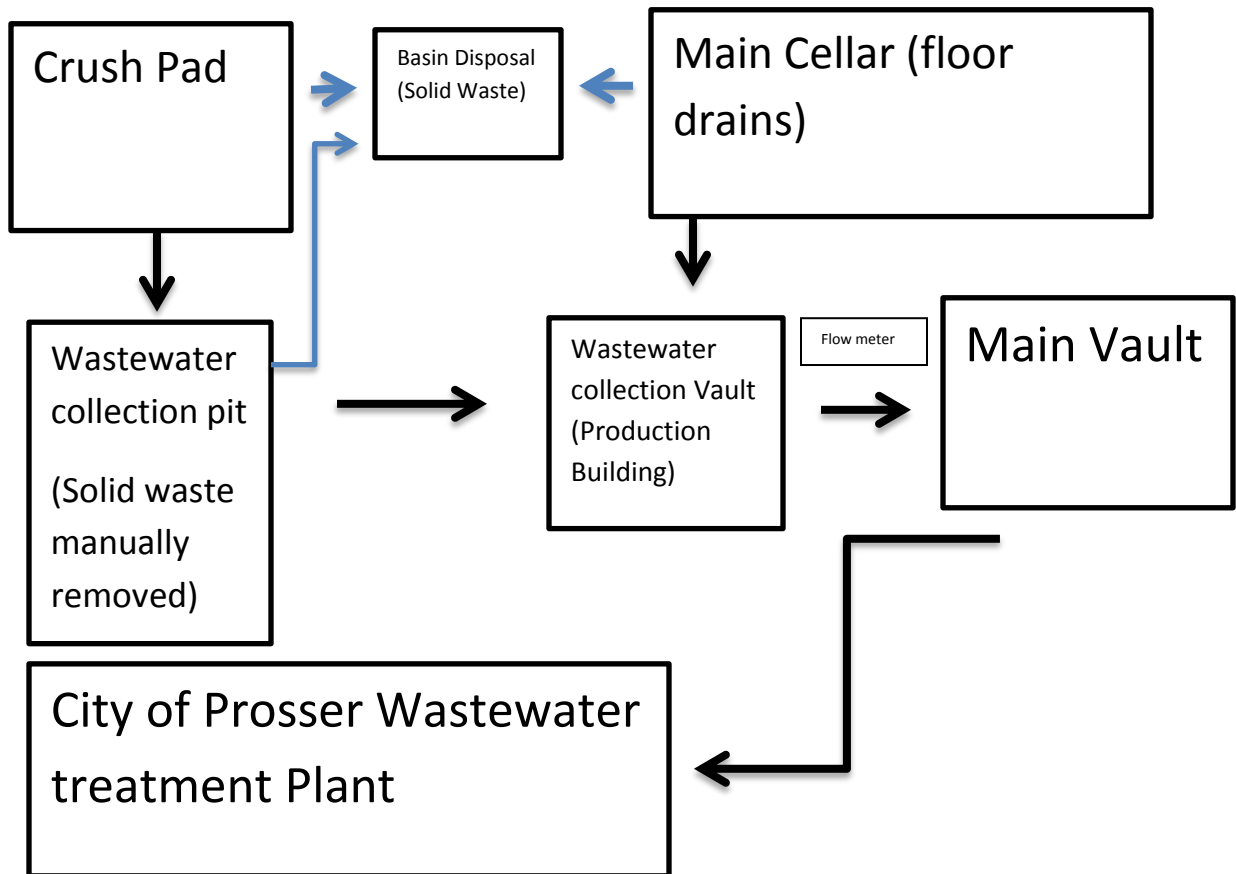 Crush Pad
Basin Disposal
(Solid Waste)
Main Cellar (floor
drains)
Wastewater
collection pit
(Solid waste
manually
removed)
Wastewater
collection Vault
(Production
Building)
Flow meter
Main Vault
City of Prosser Wastewater
treatment Plant